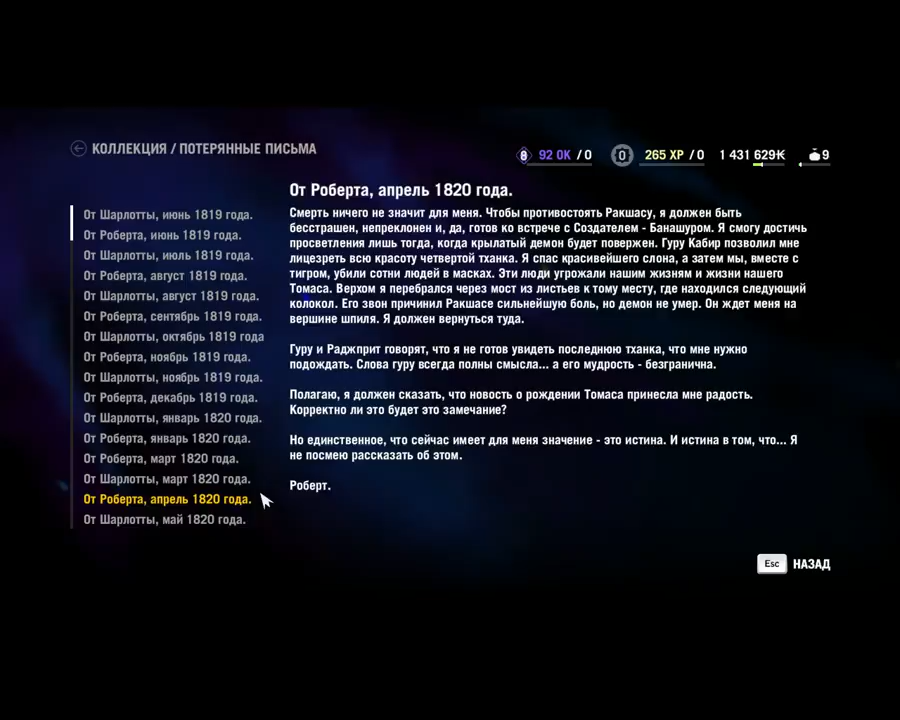 КОЛЛЕКЦИЯ / ПОТЕРЯННЫЕ ПИСЬМА
8 92 ОК / 0 0 265 XP / 0 1 431 629₭ 9
От Шарлотты, июнь 1819 года.
От Роберта, июнь 1819 года.
От Шарлотты, июль 1819 года.
От Роберта, август 1819 года.
От Шарлотты, август 1819 года.
От Роберта, сентябрь 1819 года.
От Шарлотты, октябрь 1819 года
От Роберта, ноябрь 1819 года.
От Шарлотты, ноябрь 1819 года.
От Роберта, декабрь 1819 года.
От Шарлотты, январь 1820 года.
От Роберта, январь 1820 года.
От Роберта, март 1820 года.
От Шарлотты, март 1820 года.
От Роберта, апрель 1820 года.
От Шарлотты, май 1820 года.
От Роберта, апрель 1820 года.
Смерть ничего не значит для меня. Чтобы противостоять Ракшасу, я должен быть
бесстрашен, непреклонен и, да, готов ко встрече с Создателем - Банашуром. Я смогу достичь
просветления лишь тогда, когда крылатый демон будет повержен. Гуру Кабир позволил мне
лицезреть всю красоту четвертой тханка. Я спас красивейшего слона, а затем мы, вместе с
тигром, убили сотни людей в масках. Эти люди угрожали нашим жизням и жизни нашего
Томаса. Верхом я перебрался через мост из листьев к тому месту, где находился следующий
колокол. Его звон причинил Ракшасе сильнейшую боль, но демон не умер. Он ждет меня на
вершине шпиля. Я должен вернуться туда.
Гуру и Раджприт говорят, что я не готов увидеть последнюю тханка, что мне нужно
подождать. Слова гуру всегда полны смысла... а его мудрость - безгранична.
Полагаю, я должен сказать, что новость о рождении Томаса принесла мне радость.
Корректно ли это будет это замечание?
Но единственное, что сейчас имеет для меня значение - это истина. И истина в том, что... Я
не посмею рассказать об этом.
Роберт.
Esc НАЗАД